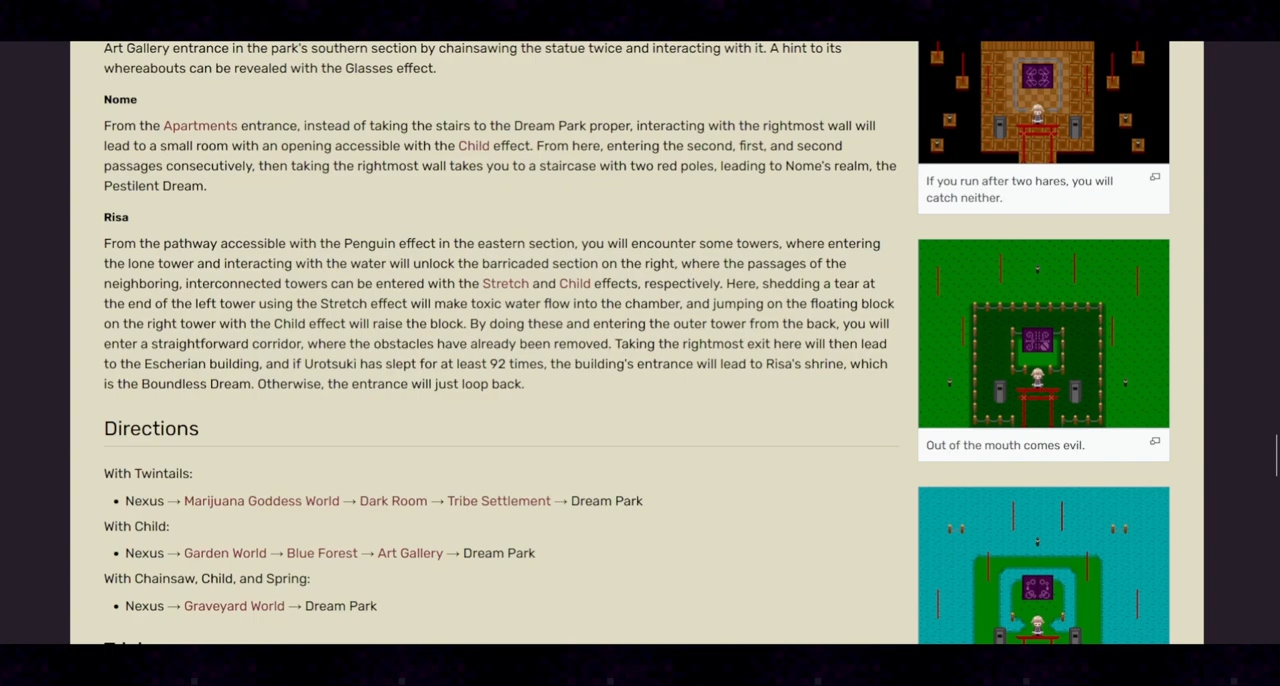 Art Gallery entrance in the park's southern section by chainsawing the statue twice and interacting with it. A hint to its
whereabouts can be revealed with the Glasses effect.
Nome
From the Apartments entrance, instead of taking the stairs to the Dream Park proper, interacting with the rightmost wall will
lead to a small room with an opening accessible with the Child effect. From here, entering the second, first, and second
passages consecutively, then taking the rightmost wall takes you to a staircase with two red poles, leading to Nome's realm, the
Pestilent Dream.
Risa
From the pathway accessible with the Penguin effect in the eastern section, you will encounter some towers, where entering
the lone tower and interacting with the water will unlock the barricaded section on the right, where the passages of the
neighboring, interconnected towers can be entered with the Stretch and Child effects, respectively. Here, shedding a tear at
the end of the left tower using the Stretch effect will make toxic water flow into the chamber, and jumping on the floating block
on the right tower with the Child effect will raise the block. By doing these and entering the outer tower from the back, you will
enter a straightforward corridor, where the obstacles have already been removed. Taking the rightmost exit here will then lead
to the Escherian building, and if Urotsuki has slept for at least 92 times, the building's entrance will lead to Risa's shrine, which
is the Boundless Dream. Otherwise, the entrance will just loop back.
Directions
With Twintails:
• Nexus → Marijuana Goddess World → Dark Room → Tribe Settlement → Dream Park
With Child:
• Nexus → Garden World → Blue Forest → Art Gallery → Dream Park
With Chainsaw, Child, and Spring:
• Nexus → Graveyard World → Dream Park
If you run after two hares, you will
catch neither.
Out of the mouth comes evil.